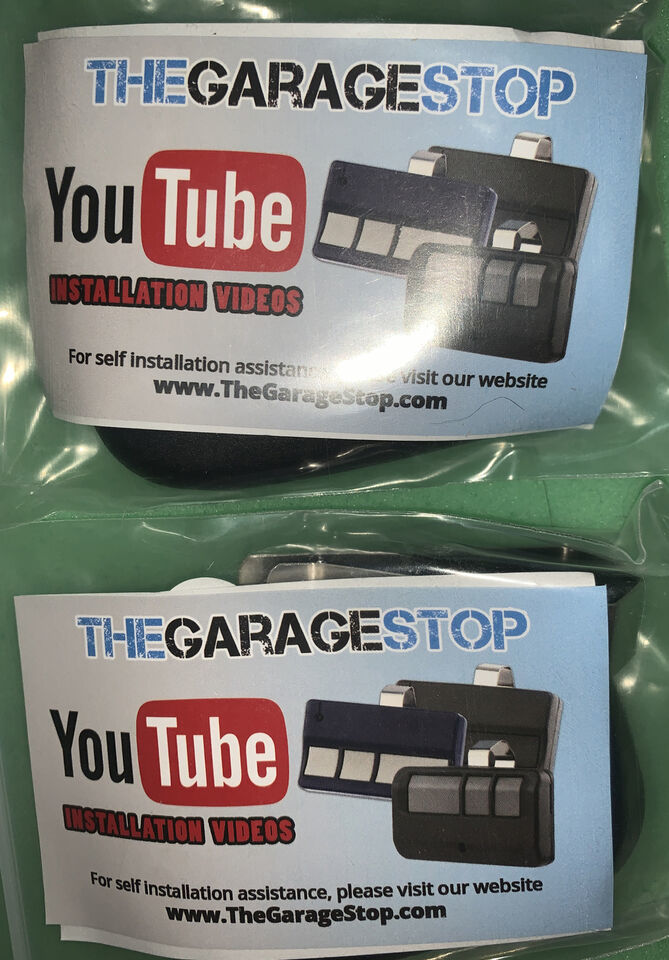 THEGARAGESTOP
YouTube
INSTALLATION VIDEOS
For self installation visit our website
www.TheGarageStop.com
THEGARAGESTOP
YouTube
INSTALLATION VIDEOS
For self installation assistance, please visit our website
www.TheGarageStop.com